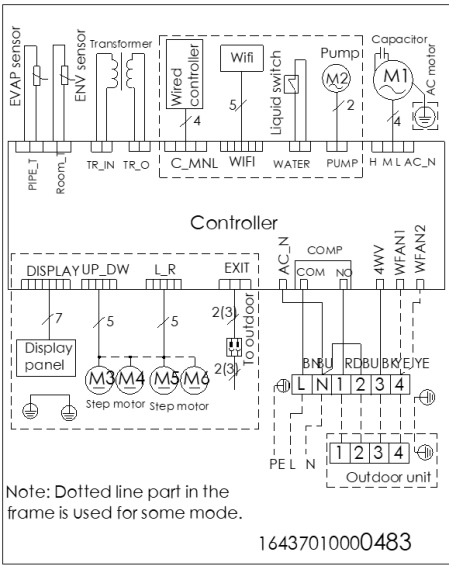 EVAP sensor
ENV sensor
Transformer
Wired controller
Wifi
Liquid switch
Pump
M2
Capacitor
M1
AC motor
4
5
2
4
PIPE_T
Room_T
TR_IN
TR_O
C_MNL
WIFI
WATER
PUMP
H M L AC_N
Controller
DISPLAY
UP_DW
L_R
EXIT
AC_N
COMP
COM
NO
4WV
WFAN1
WFAN2
7
5
5
2(3)
2(3)
To outdoor
Display
panel
M3
M4
M5
M6
Step motor
Step motor
BN
BU
RD
BU
BK
YE
YE
L N 1 2 3 4
PE L N
1 2 3 4
Outdoor unit
Note: Dotted line part in the
frame is used for some mode.
16437010000483